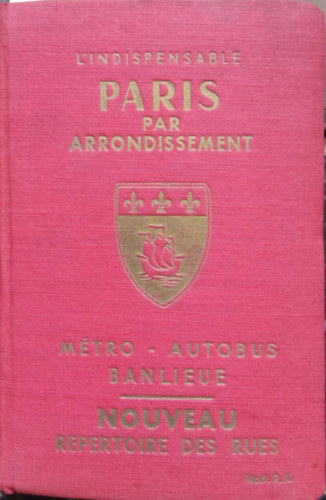 L'INDISPENSABLE
PARIS
PAR
ARRONDISSEMENT
MÉTRO - AUTOBUS
BANLIEUE
NOUVEAU
REPERTOIRE DES RUES